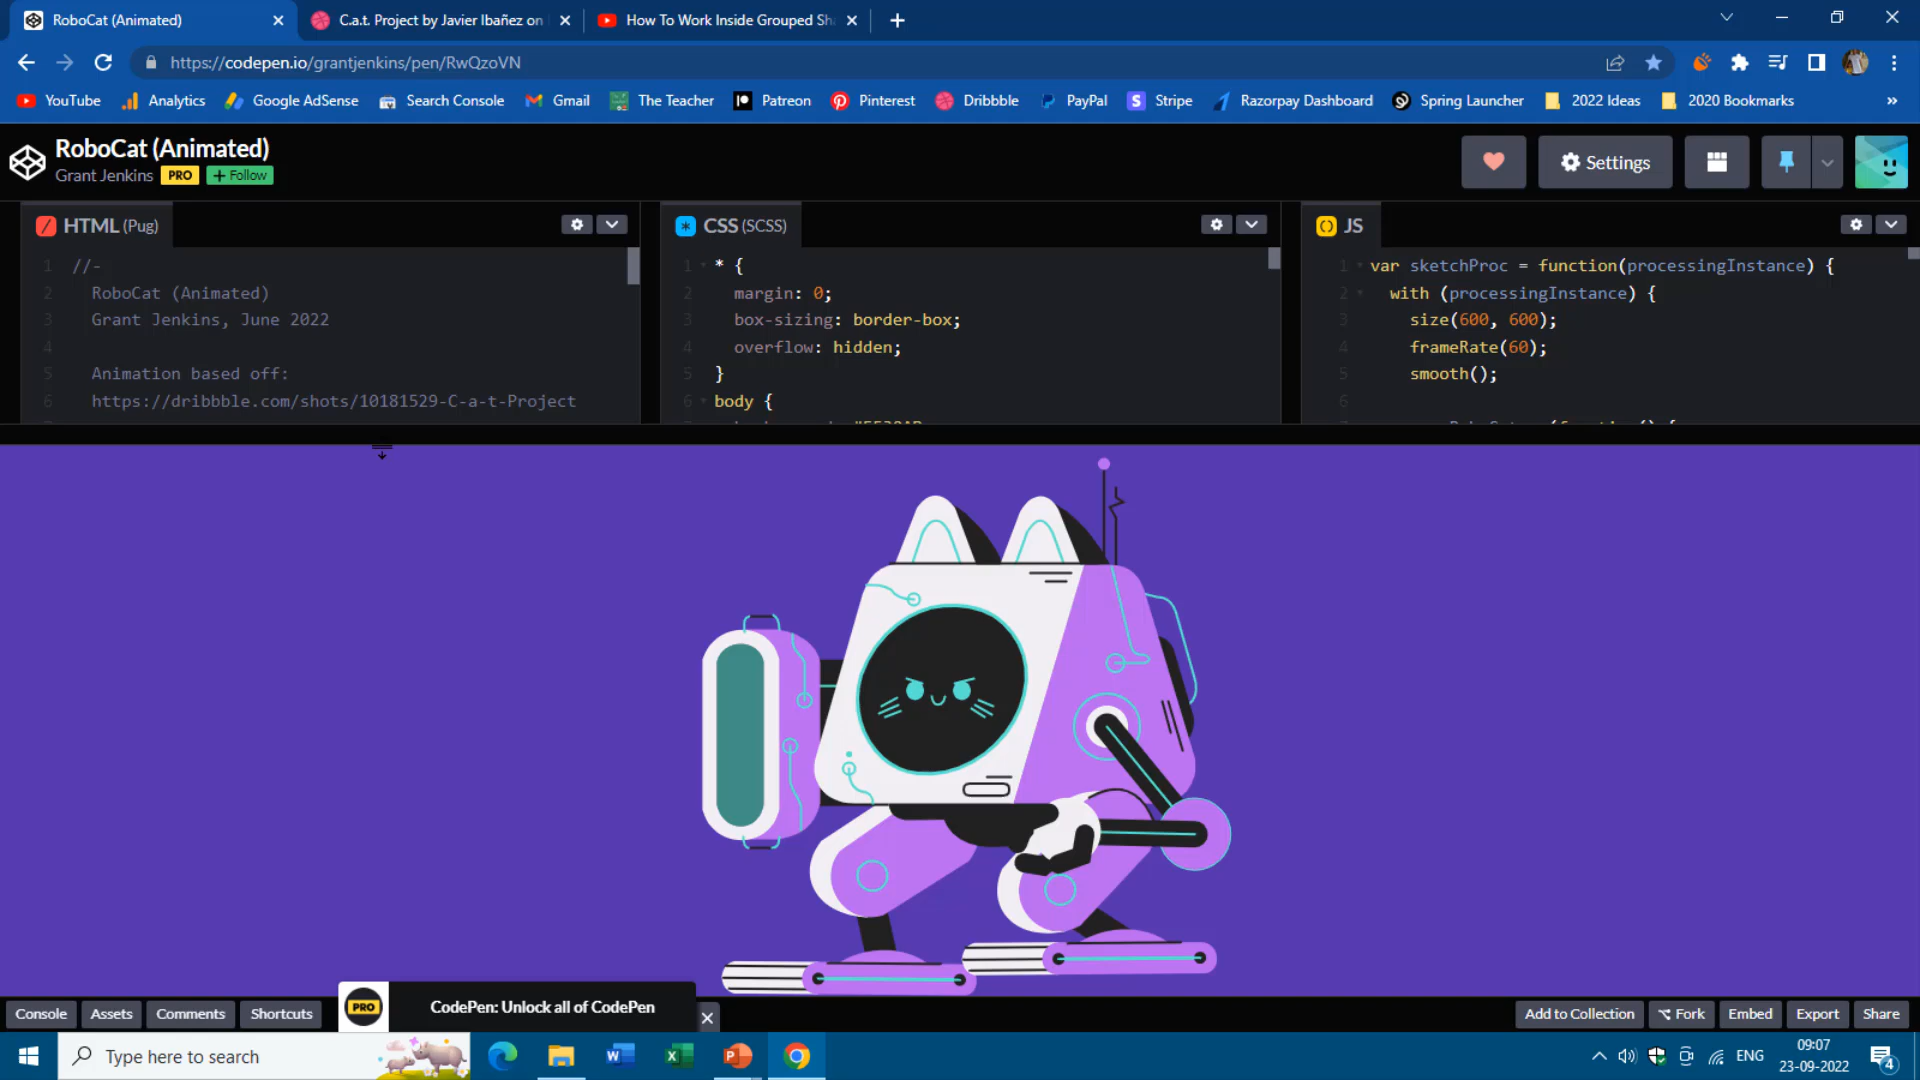 RoboCat (Animated)
C.a.t. Project by Javier Ibañez on
How To Work Inside Grouped Sha
https://codepen.io/grantjenkins/pen/RwQzoVN
YouTube
Analytics
Google AdSense
Search Console
Gmail
The Teacher
Patreon
Pinterest
Dribbble
PayPal
Stripe
Razorpay Dashboard
Spring Launcher
2022 Ideas
2020 Bookmarks
»
RoboCat (Animated)
Grant Jenkins PRO + Follow
Settings
HTML (Pug)
1 //-
2 RoboCat (Animated)
3 Grant Jenkins, June 2022
4
5 Animation based off:
6 https://dribbble.com/shots/10181529-C-a-t-Project
CSS (SCSS)
1 * {
2 margin: 0;
3 box-sizing: border-box;
4 overflow: hidden;
5 }
6 body {
JS
1 var sketchProc = function(processingInstance) {
2 with (processingInstance) {
3 size(600, 600);
4 frameRate(60);
5 smooth();
6
Console
Assets
Comments
Shortcuts
PRO
CodePen: Unlock all of CodePen
Add to Collection
Fork
Embed
Export
Share
Type here to search
ENG
09:07
23-09-2022
4